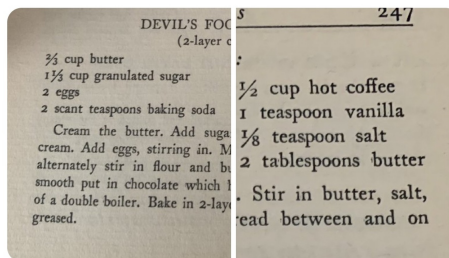 DEVIL'S FOO
(2-layer
⅔ cup butter
1⅓ cup granulated sugar
2 eggs
2 scant teaspoons baking soda
Cream the butter. Add suga
cream. Add eggs, stirring in. M
alternately stir in flour and bu
smooth put in chocolate which
of a double boiler. Bake in 2-laye
greased.
S 247
:
½ cup hot coffee
1 teaspoon vanilla
⅛ teaspoon salt
2 tablespoons butter
. Stir in butter, salt,
read between and on